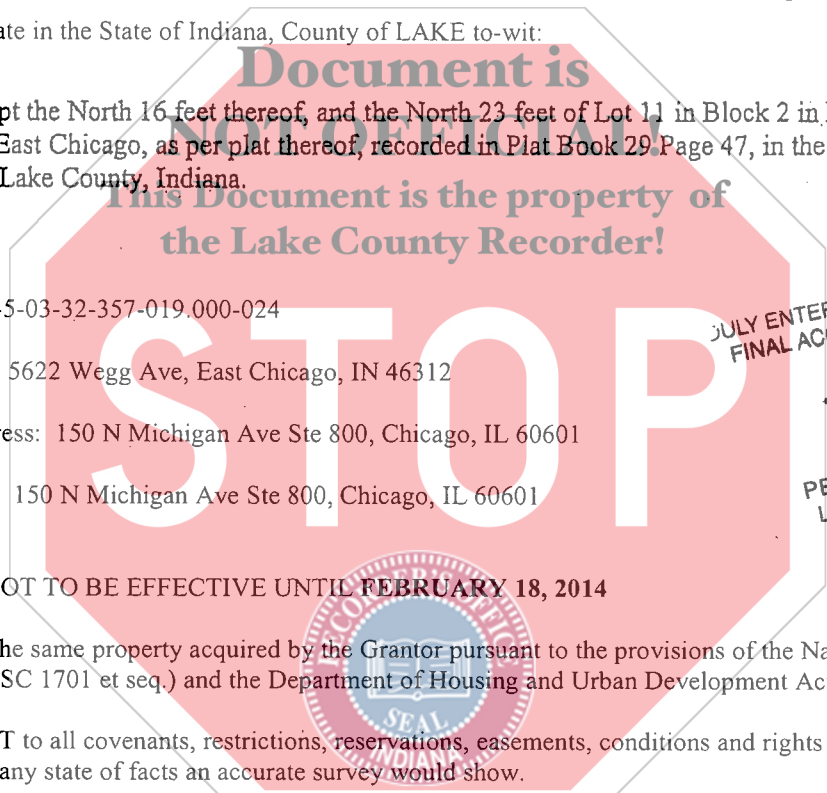 ate in the State of Indiana, County of LAKE to-wit:
Document is
NOT OFFICIAL!
pt the North 16 feet thereof, and the North 23 feet of Lot 11 in Block 2 in
East Chicago, as per plat thereof, recorded in Plat Book 29 Page 47, in the
Lake County, Indiana.
This Document is the property of
the Lake County Recorder!
5-03-32-357-019.000-024
STOP
DULY ENTER
FINAL AC
5622 Wegg Ave, East Chicago, IN 46312
ress: 150 N Michigan Ave Ste 800, Chicago, IL 60601
150 N Michigan Ave Ste 800, Chicago, IL 60601
PE
L
OT TO BE EFFECTIVE UNTIL FEBRUARY 18, 2014
RECORDER'S OFFICE
SEAL
INDIANA
he same property acquired by the Grantor pursuant to the provisions of the Na
SC 1701 et seq.) and the Department of Housing and Urban Development Ac
T to all covenants, restrictions, reservations, easements, conditions and rights
any state of facts an accurate survey would show.